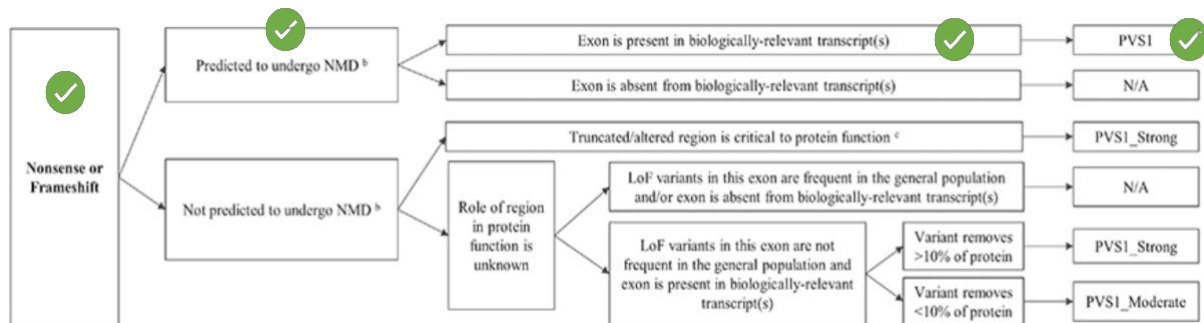 Nonsense or
Frameshift
Predicted to undergo NMD b
Exon is present in biologically-relevant transcript(s)
PVS1
Exon is absent from biologically-relevant transcript(s)
N/A
Not predicted to undergo NMD b
Truncated/altered region is critical to protein function c
PVS1_Strong
Role of region
in protein
function is
unknown
LoF variants in this exon are frequent in the general population
and/or exon is absent from biologically-relevant transcript(s)
N/A
LoF variants in this exon are not
frequent in the general population and
exon is present in biologically-relevant
transcript(s)
Variant removes
>10% of protein
PVS1_Strong
Variant removes
<10% of protein
PVS1_Moderate